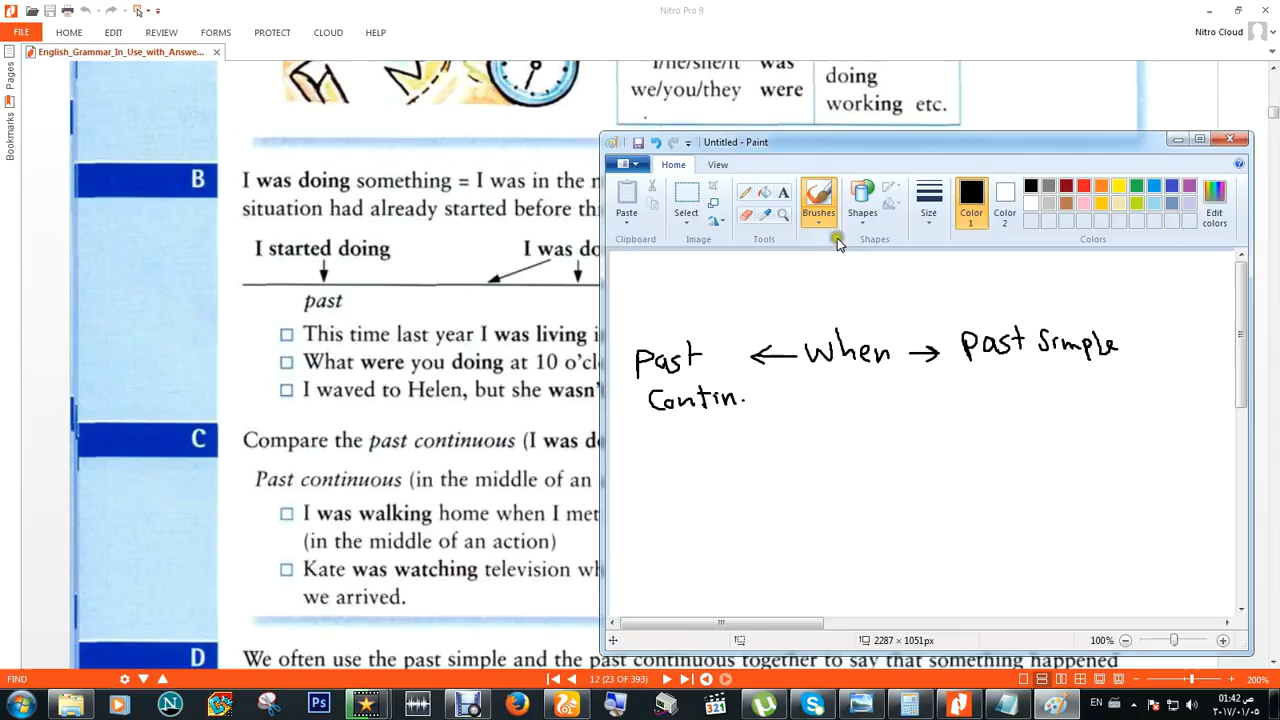 Nitro Pro 9
FILE HOME EDIT REVIEW FORMS PROTECT CLOUD HELP Nitro Cloud
English_Grammar_In_Use_with_Answe...
Pages
Bookmarks
I/he/she/it was
we/you/they were
doing
working etc.
B
I was doing something = I was in the
situation had already started before
I started doing
I was
past
This time last year I was living
What were you doing at 10
I waved to Helen, but she
C
Compare the past continuous (I was
Past continuous (in the middle of an
I was walking home when I met
(in the middle of an action)
Kate was watching television
we arrived.
D
We often use the past simple and the past continuous together to say that something happened
Untitled - Paint
Home View
Paste
Select
Brushes
Shapes
Size
Color 1
Color 2
Edit colors
Clipboard Image Tools Shapes Colors
Past ← When → Past Simple
Contin.
2287 × 1051px 100%
FIND 12 (23 OF 393) 200%
EN
01:42 ص
٢٠١٧/٠١/٠٥